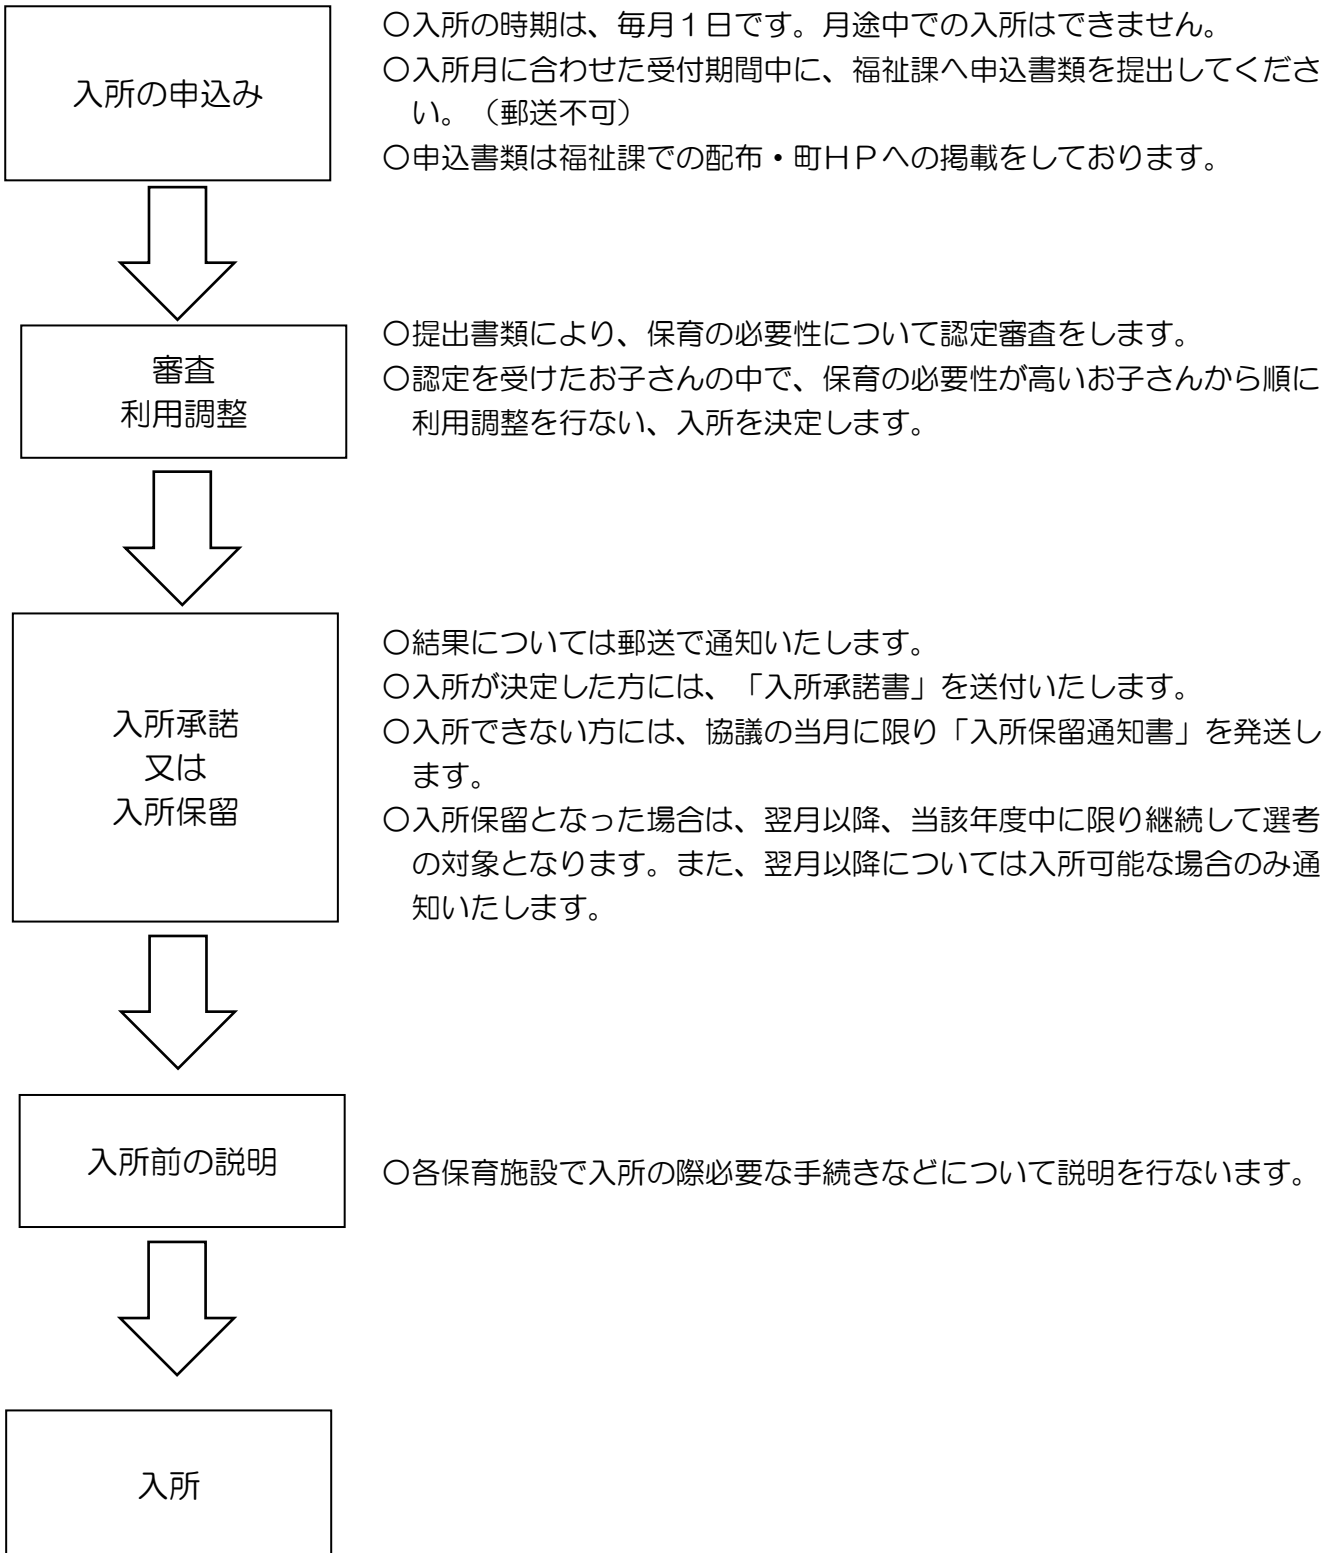 入所の申込み
〇入所の時期は、毎月１日です。月途中での入所はできません。
〇入所月に合わせた受付期間中に、福祉課へ申込書類を提出してくださ
い。（郵送不可）
〇申込書類は福祉課での配布・町ＨＰへの掲載をしております。
審査
利用調整
〇提出書類により、保育の必要性について認定審査をします。
〇認定を受けたお子さんの中で、保育の必要性が高いお子さんから順に
利用調整を行ない、入所を決定します。
入所承諾
又は
入所保留
〇結果については郵送で通知いたします。
〇入所が決定した方には、「入所承諾書」を送付いたします。
〇入所できない方には、協議の当月に限り「入所保留通知書」を発送し
ます。
〇入所保留となった場合は、翌月以降、当該年度中に限り継続して選考
の対象となります。また、翌月以降については入所可能な場合のみ通
知いたします。
入所前の説明
〇各保育施設で入所の際必要な手続きなどについて説明を行ないます。
入所